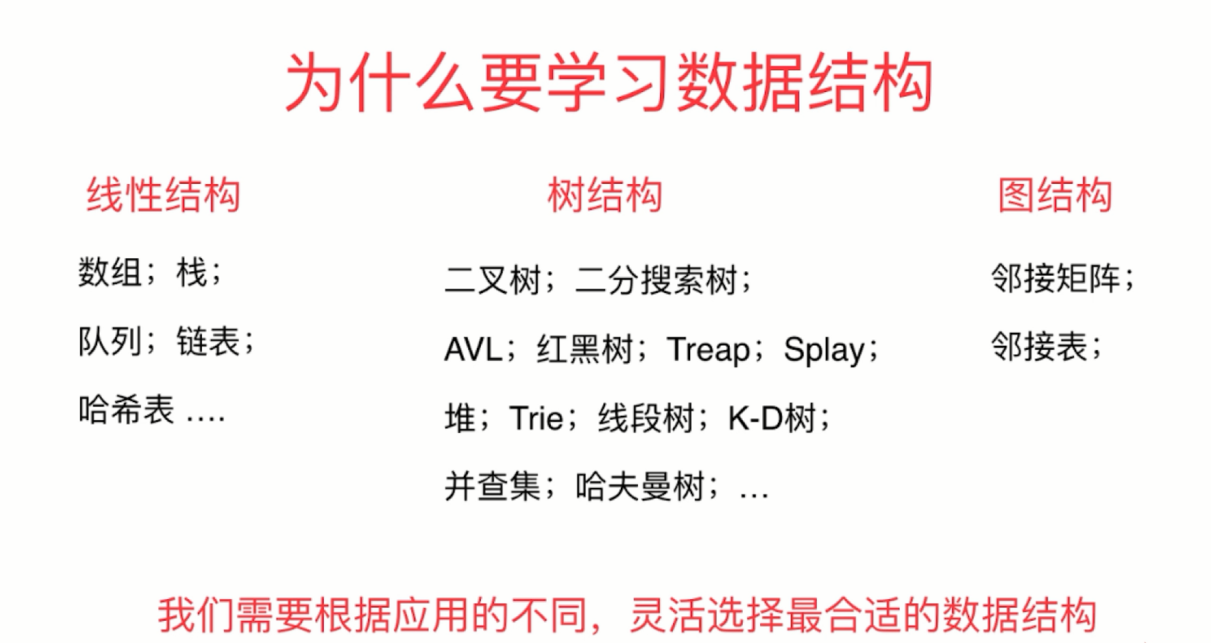 为什么要学习数据结构
线性结构
数组；栈；
队列；链表；
哈希表 ….
树结构
二叉树；二分搜索树；
AVL；红黑树；Treap；Splay；
堆；Trie；线段树；K-D树；
并查集；哈夫曼树；…
图结构
邻接矩阵；
邻接表；
我们需要根据应用的不同，灵活选择最合适的数据结构